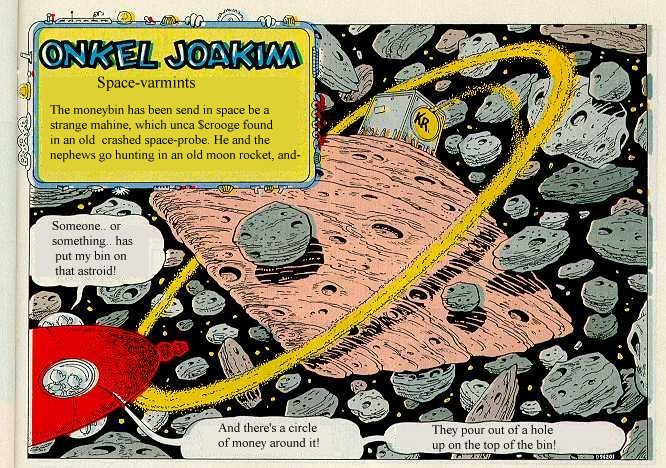 ONKEL JOAKIM
Space-varmints
The moneybin has been send in space be a
strange mahine, which unca $crooge found
in an old crashed space-probe. He and the
nephews go hunting in an old moon rocket, and-
KR.
Someone.. or
something.. has
put my bin on
that astroid!
And there's a circle
of money around it!
They pour out of a hole
up on the top of the bin!